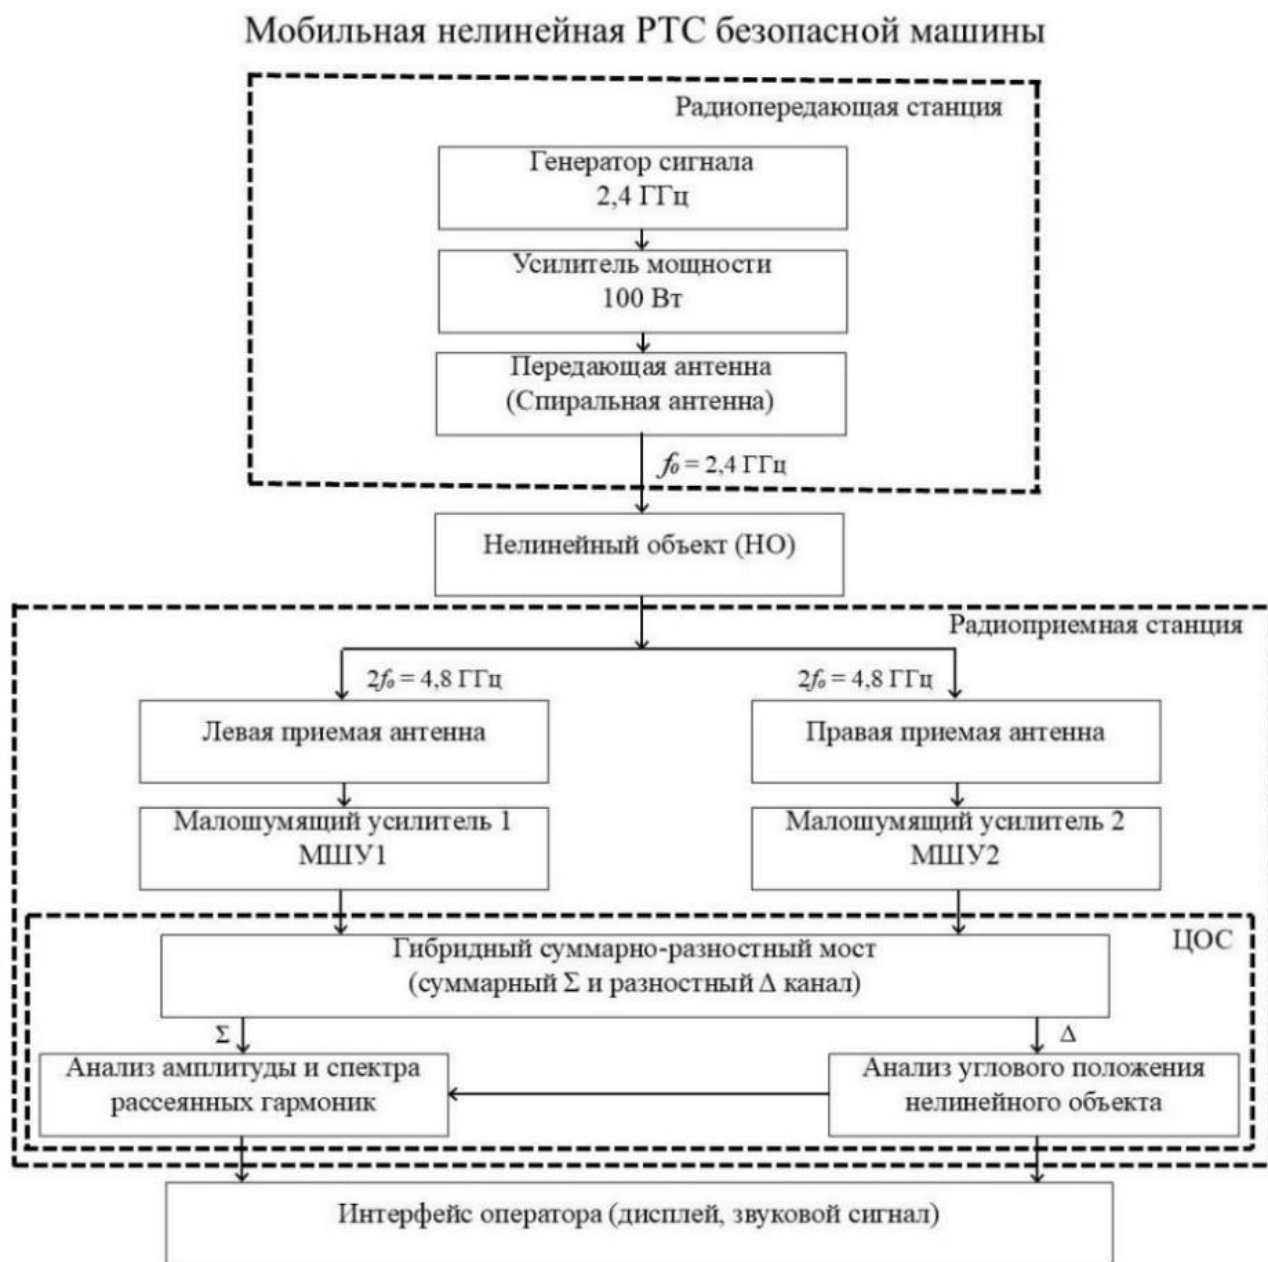 Мобильная нелинейная РТС безопасной машины
Радиопередающая станция
Генератор сигнала
2,4 ГГц
Усилитель мощности
100 Вт
Передающая антенна
(Спиральная антенна)
f₀ = 2,4 ГГц
Нелинейный объект (НО)
Радиоприемная станция
2f₀ = 4,8 ГГц
2f₀ = 4,8 ГГц
Левая приемая антенна
Правая приемая антенна
Малошумящий усилитель 1
МШУ1
Малошумящий усилитель 2
МШУ2
ЦОС
Гибридный суммарно-разностный мост
(суммарный Σ и разностный Δ канал)
Σ
Δ
Анализ амплитуды и спектра
рассеянных гармоник
Анализ углового положения
нелинейного объекта
Интерфейс оператора (дисплей, звуковой сигнал)